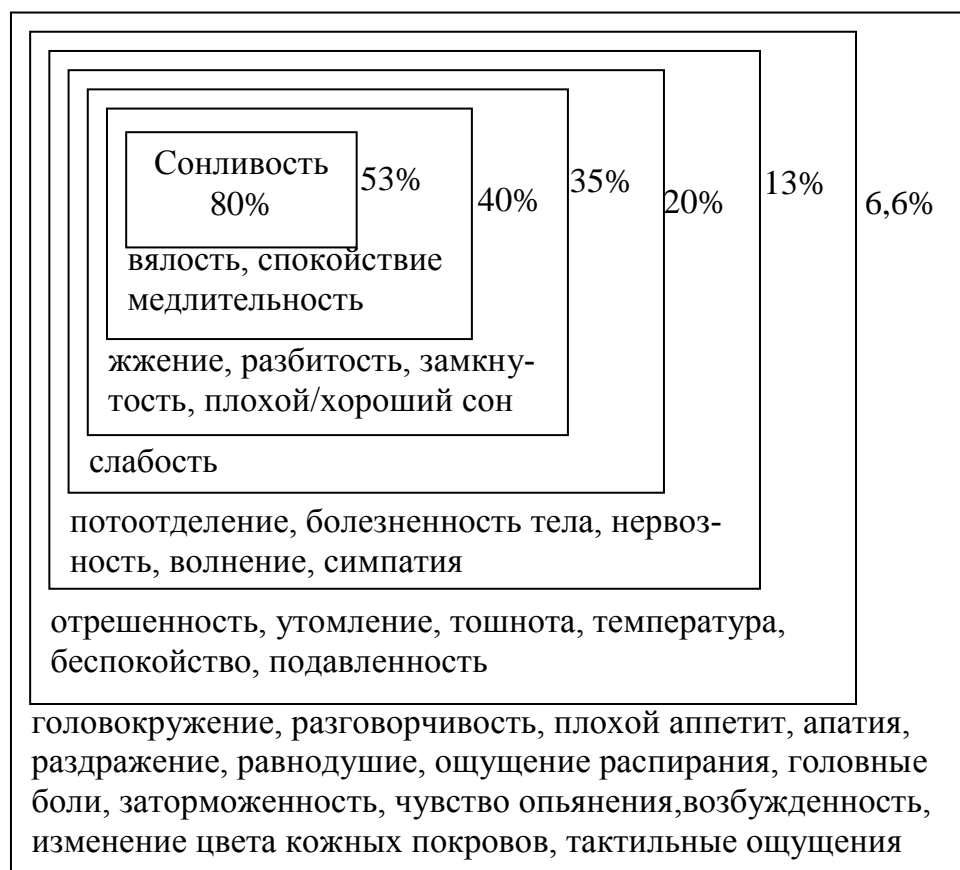 Сонливость
80%
53%
40%
35%
20%
13%
6,6%
вялость, спокойствие
медлительность
жжение, разбитость, замкну-
тость, плохой/хороший сон
слабость
потоотделение, болезненность тела, нервоз-
ность, волнение, симпатия
отрешенность, утомление, тошнота, температура,
беспокойство, подавленность
головокружение, разговорчивость, плохой аппетит, апатия,
раздражение, равнодушие, ощущение распирания, головные
боли, заторможенность, чувство опьянения,возбужденность,
изменение цвета кожных покровов, тактильные ощущения